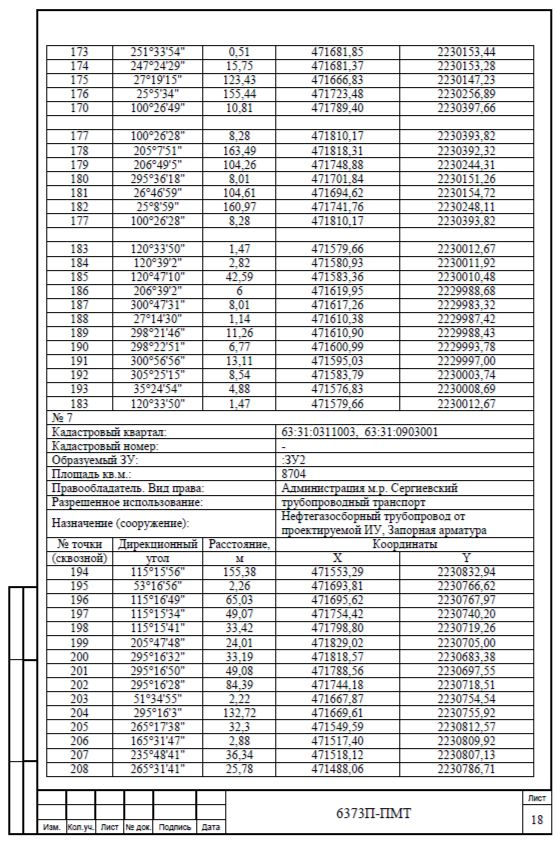 173 251°33'54" 0,51 471681,85 2230153,44
174 247°24'29" 15,75 471681,37 2230153,28
175 27°19'15" 123,43 471666,83 2230147,23
176 25°5'34" 155,44 471723,48 2230256,89
170 100°26'49" 10,81 471789,40 2230397,66
177 100°26'28" 8,28 471810,17 2230393,82
178 205°7'51" 163,49 471818,31 2230392,32
179 206°49'5" 104,26 471748,88 2230244,31
180 295°36'18" 8,01 471701,84 2230151,26
181 26°46'59" 104,61 471694,62 2230154,72
182 25°8'59" 160,97 471741,76 2230248,11
177 100°26'28" 8,28 471810,17 2230393,82
183 120°33'50" 1,47 471579,66 2230012,67
184 120°39'2" 2,82 471580,93 2230011,92
185 120°47'10" 42,59 471583,36 2230010,48
186 206°39'2" 6 471619,95 2229988,68
187 300°47'31" 8,01 471617,26 2229983,32
188 27°14'30" 1,14 471610,38 2229987,42
189 298°21'46" 11,26 471610,90 2229988,43
190 298°22'51" 6,77 471600,99 2229993,78
191 300°56'56" 13,11 471595,03 2229997,00
192 305°25'15" 8,54 471583,79 2230003,74
193 35°24'54" 4,88 471576,83 2230008,69
183 120°33'50" 1,47 471579,66 2230012,67
№ 7
Кадастровый квартал: 63:31:0311003, 63:31:0903001
Кадастровый номер: -
Образуемый ЗУ: :ЗУ2
Площадь кв.м.: 8704
Правообладатель. Вид права: Администрация м.р. Сергиевский
Разрешенное использование: трубопроводный транспорт
Назначение (сооружение): Нефтегазосборный трубопровод от
проектируемой ИУ, Запорная арматура
№ точки Дирекционный Расстояние, Координаты
(сквозной) угол м X Y
194 115°15'56" 155,38 471553,29 2230832,94
195 53°16'56" 2,26 471693,81 2230766,62
196 115°16'49" 65,03 471695,62 2230767,97
197 115°15'34" 49,07 471754,42 2230740,20
198 115°15'41" 33,42 471798,80 2230719,26
199 205°47'48" 24,01 471829,02 2230705,00
200 295°16'32" 33,19 471818,57 2230683,38
201 295°16'50" 49,08 471788,56 2230697,55
202 295°16'28" 84,39 471744,18 2230718,51
203 51°34'55" 2,22 471667,87 2230754,54
204 295°16'3" 132,72 471669,61 2230755,92
205 265°17'38" 32,3 471549,59 2230812,57
206 165°31'47" 2,88 471517,40 2230809,92
207 235°48'41" 36,34 471518,12 2230807,13
208 265°31'41" 25,78 471488,06 2230786,71
6373П-ПМТ
Лист
18
Изм. Кол.уч. Лист № док. Подпись Дата